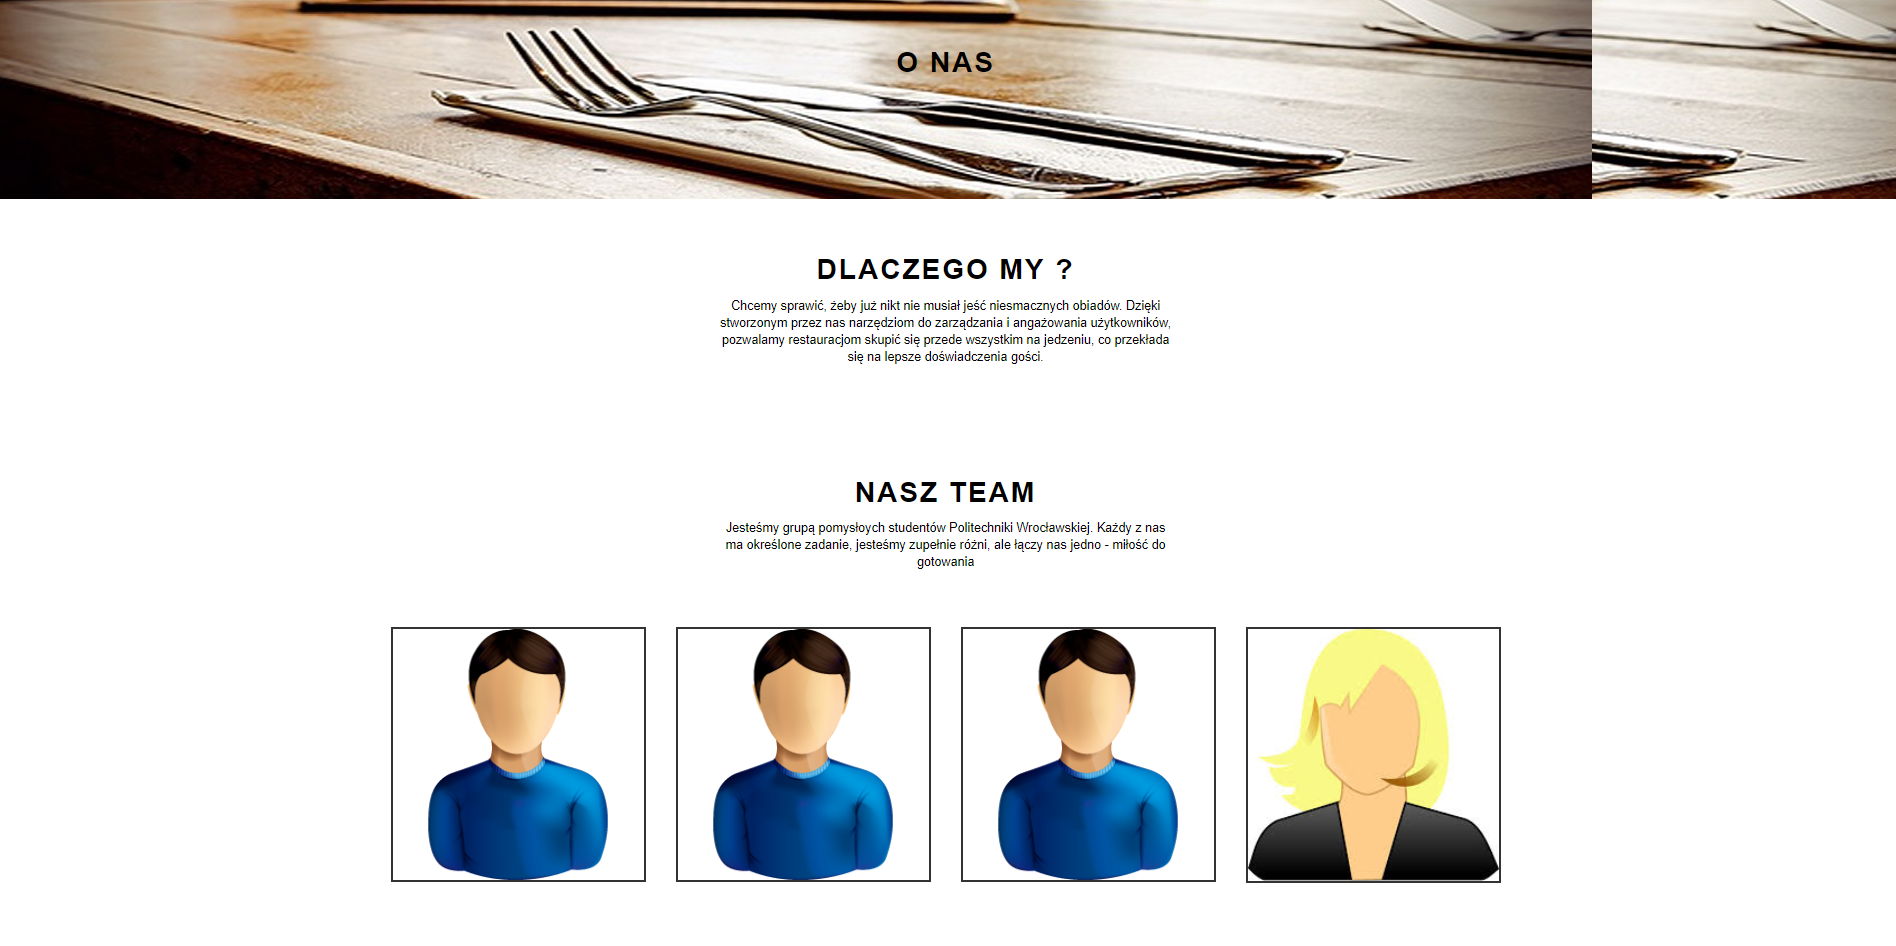 O NAS
DLACZEGO MY ?
Chcemy sprawić, żeby już nikt nie musiał jeść niesmacznych obiadów. Dzięki
stworzonym przez nas narzędziom do zarządzania i angażowania użytkowników,
pozwalamy restauracjom skupić się przede wszystkim na jedzeniu, co przekłada
się na lepsze doświadczenia gości.
NASZ TEAM
Jesteśmy grupą pomysłoych studentów Politechniki Wrocławskiej. Każdy z nas
ma określone zadanie, jesteśmy zupełnie różni, ale łączy nas jedno - miłość do
gotowania